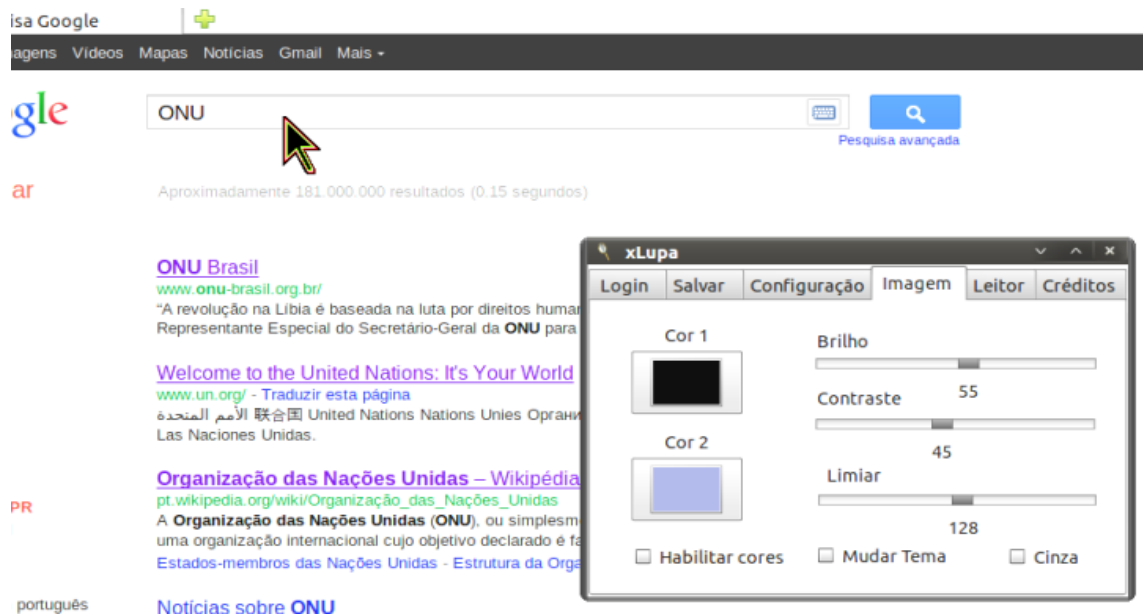 isa Google
agens Vídeos Mapas Notícias Gmail Mais
gle
ONU
Pesquisa avançada
ar
Aproximadamente 181.000.000 resultados (0.15 segundos)
ONU Brasil
www.onu-brasil.org.br/
“A revolução na Líbia é baseada na luta por direitos humar
Representante Especial do Secretário-Geral da ONU para
Welcome to the United Nations: It's Your World
www.un.org/ - Traduzir esta página
الأمم المتحدة 联合国 United Nations Nations Unies Органи
Las Naciones Unidas.
Organização das Nações Unidas – Wikipédia
pt.wikipedia.org/wiki/Organização_das_Nações_Unidas
PR
A Organização das Nações Unidas (ONU), ou simplesm
uma organização internacional cujo objetivo declarado é fa
Estados-membros das Nações Unidas - Estrutura da Orga
português
Notícias sobre ONU
xLupa
Login Salvar Configuração Imagem Leitor Créditos
Cor 1
Brilho
55
Contraste
45
Cor 2
Limiar
128
Habilitar cores Mudar Tema Cinza